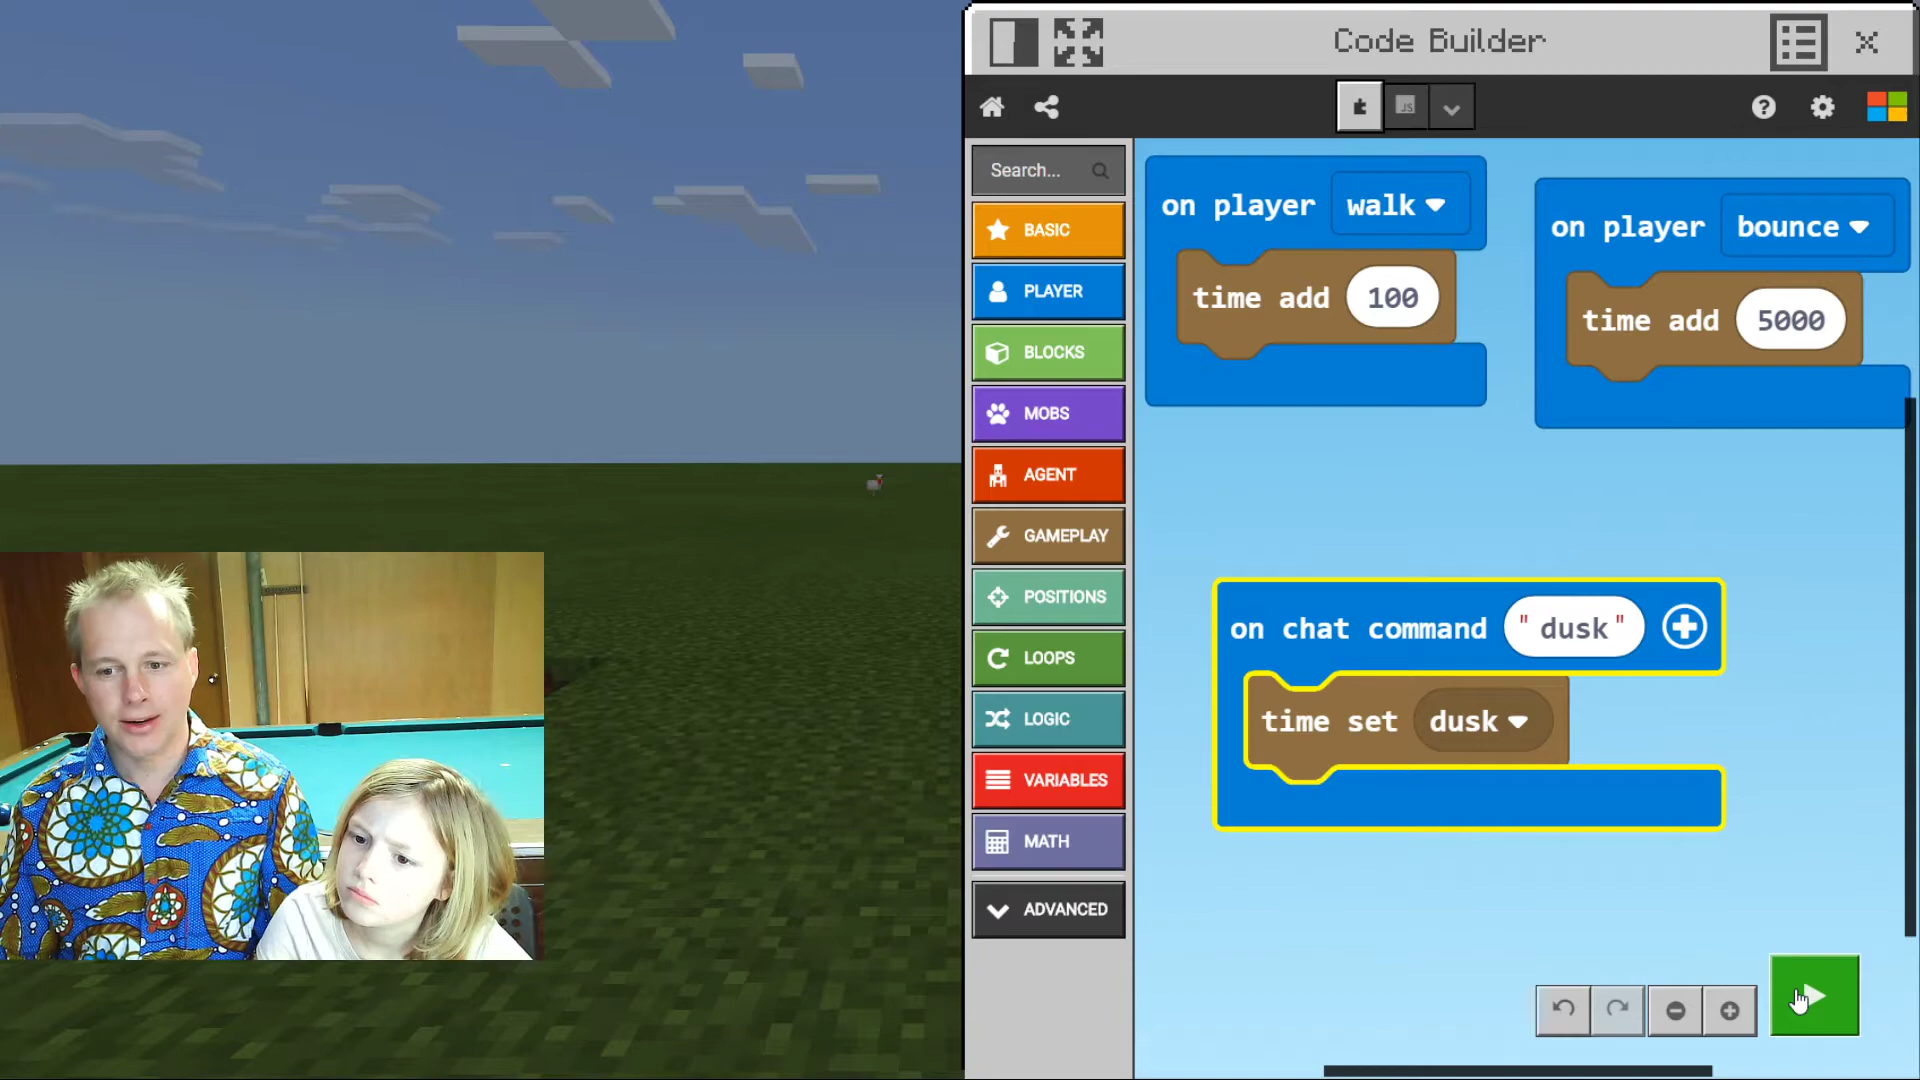 Code Builder
JS
Search...
BASIC
PLAYER
BLOCKS
MOBS
AGENT
GAMEPLAY
POSITIONS
LOOPS
LOGIC
VARIABLES
MATH
ADVANCED
on player walk
time add 100
on player bounce
time add 5000
on chat command "dusk"
time set dusk